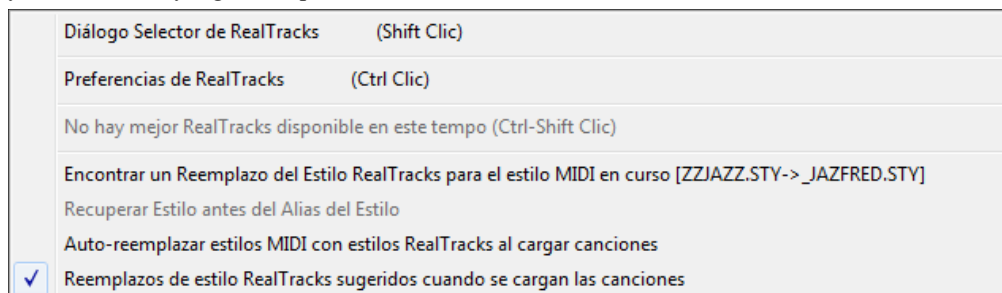 Diálogo Selector de RealTracks (Shift Clic)
Preferencias de RealTracks (Ctrl Clic)
No hay mejor RealTracks disponible en este tempo (Ctrl-Shift Clic)
Encontrar un Reemplazo del Estilo RealTracks para el estilo MIDI en curso [ZZJAZZ.STY->_JAZFRED.STY]
Recuperar Estilo antes del Alias del Estilo
Auto-reemplazar estilos MIDI con estilos RealTracks al cargar canciones
Reemplazos de estilo RealTracks sugeridos cuando se cargan las canciones